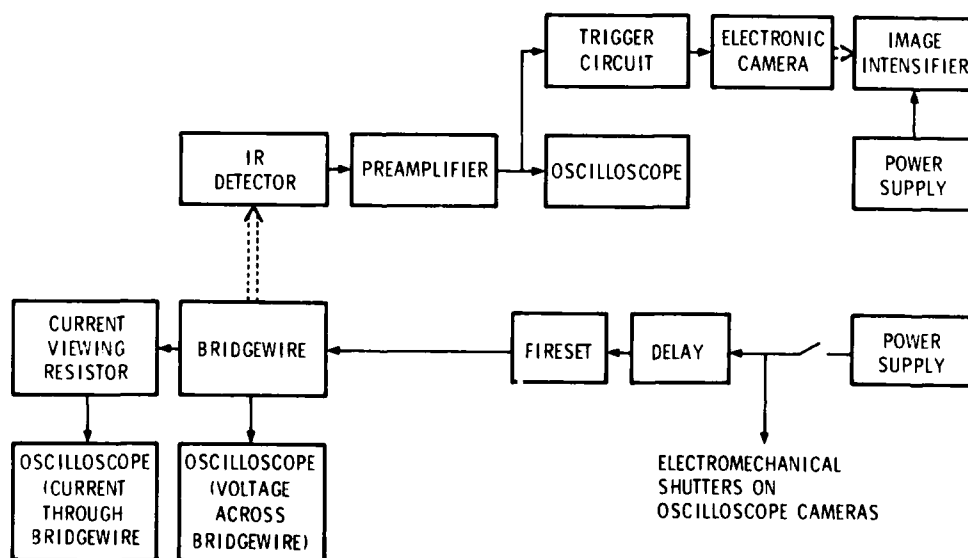 TRIGGER
CIRCUIT
ELECTRONIC
CAMERA
IMAGE
INTENSIFIER
IR
DETECTOR
PREAMPLIFIER
OSCILLOSCOPE
POWER
SUPPLY
CURRENT
VIEWING
RESISTOR
BRIDGEWIRE
FIRESET
DELAY
POWER
SUPPLY
OSCILLOSCOPE
(CURRENT
THROUGH
BRIDGEWIRE
OSCILLOSCOPE
(VOLTAGE
ACROSS
BRIDGEWIRE)
ELECTROMECHANICAL
SHUTTERS ON
OSCILLOSCOPE CAMERAS